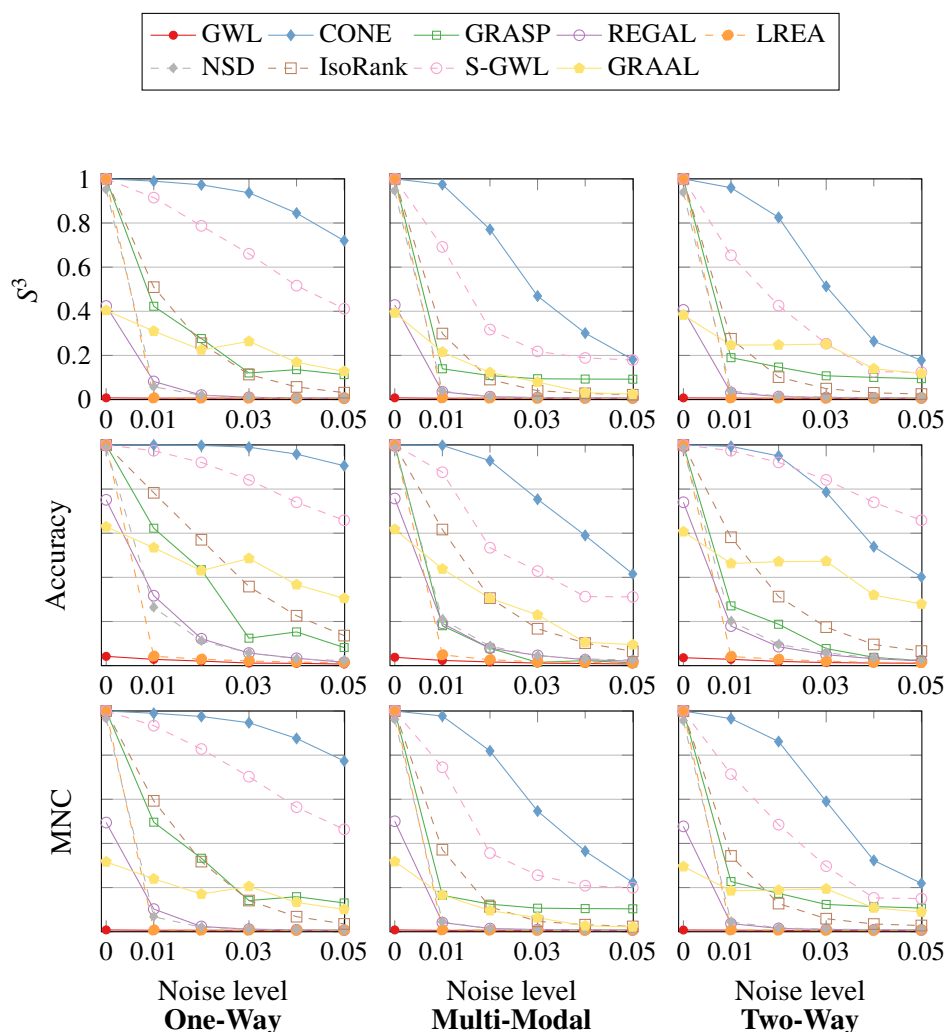 GWL CONE GRASP REGAL LREA
NSD IsoRank S-GWL GRAAL
1
0.8
0.6
0.4
0.2
0
S³
0 0.01 0.03 0.05
0 0.01 0.03 0.05
0 0.01 0.03 0.05
Accuracy
0 0.01 0.03 0.05
0 0.01 0.03 0.05
0 0.01 0.03 0.05
MNC
0 0.01 0.03 0.05
0 0.01 0.03 0.05
0 0.01 0.03 0.05
Noise level Noise level Noise level
One-Way Multi-Modal Two-Way